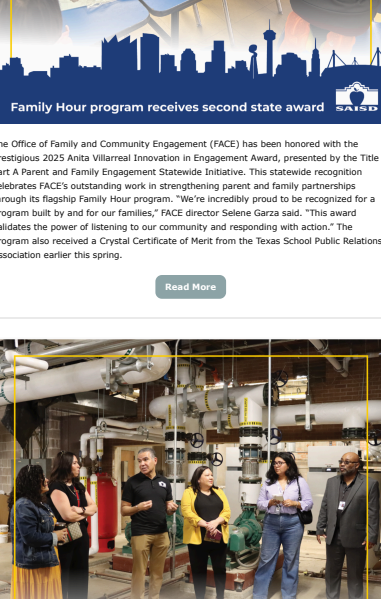 Family Hour program receives second state award
SAISD
he Office of Family and Community Engagement (FACE) has been honored with the
restigious 2025 Anita Villarreal Innovation in Engagement Award, presented by the Title
art A Parent and Family Engagement Statewide Initiative. This statewide recognition
elebrates FACE’s outstanding work in strengthening parent and family partnerships
hrough its flagship Family Hour program. “We’re incredibly proud to be recognized for a
rogram built by and for our families,” FACE director Selene Garza said. “This award
alidates the power of listening to our community and responding with action.” The
rogram also received a Crystal Certificate of Merit from the Texas School Public Relations
ssociation earlier this spring.
Read More